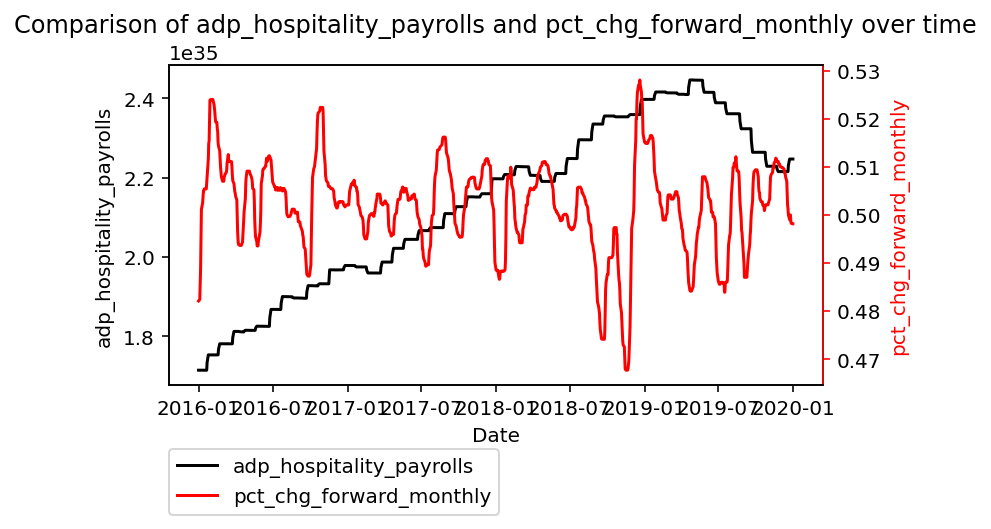 Comparison of adp_hospitality_payrolls and pct_chg_forward_monthly over time
1e35
2.4
2.2
2.0
1.8
adp_hospitality_payrolls
0.53
0.52
0.51
0.50
0.49
0.48
0.47
pct_chg_forward_monthly
2016-01
2016-07
2017-01
2017-07
2018-01
2018-07
2019-01
2019-07
2020-01
Date
adp_hospitality_payrolls
pct_chg_forward_monthly